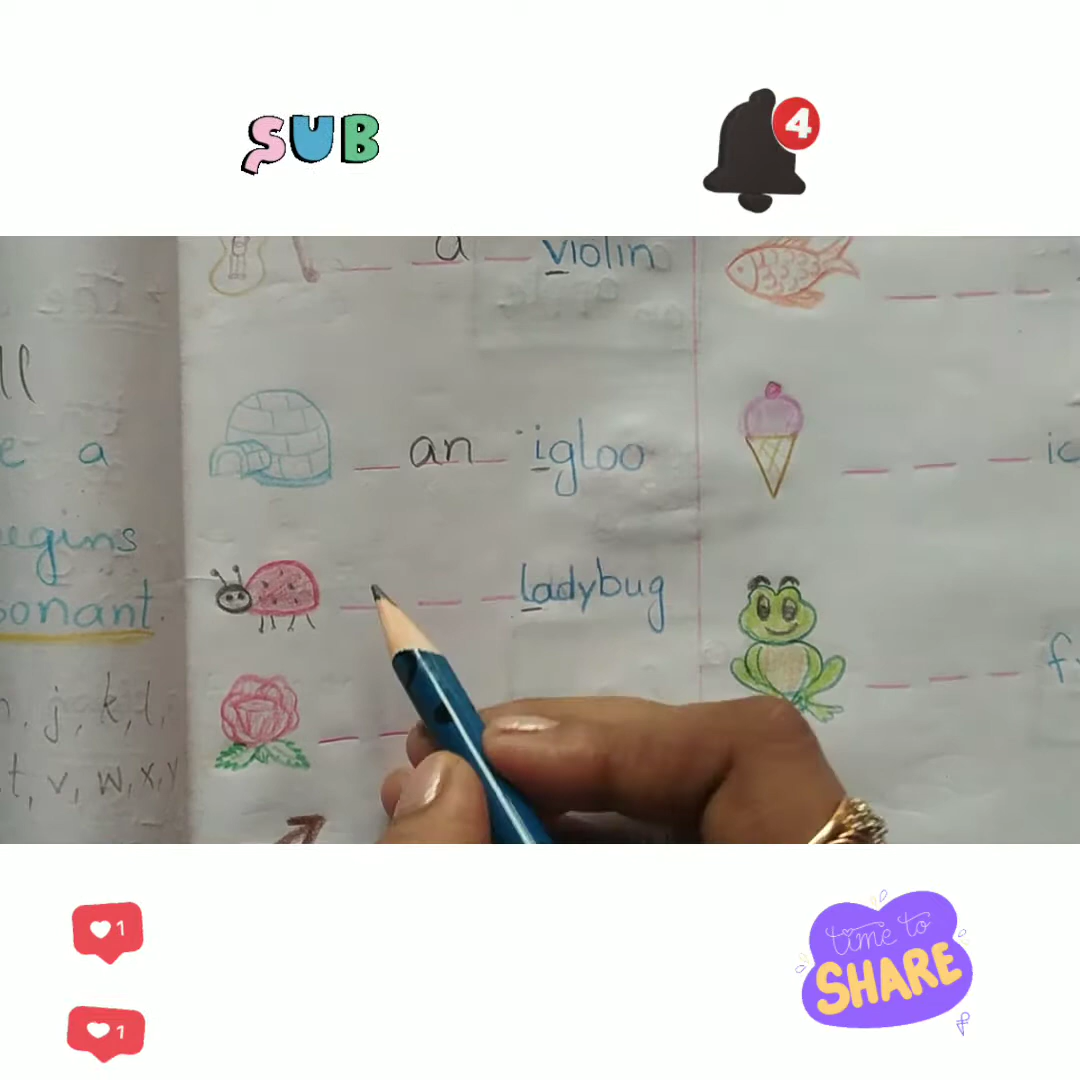 SUB
4
a violin
an igloo
ladybug
e a
egins
sonant
j, k, l,
t, v, w, x, y
1
1
time to
SHARE